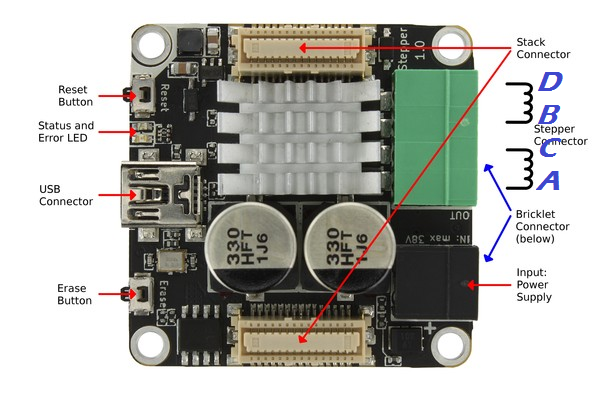 Stepper
1.0
Stack
Connector
Reset
Button
Reset
D
B
Status and
Error LED
Stepper
Connector
C
A
USB
Connector
OUT
Bricklet
Connector
(below)
330
HFT
1J6
330
HFT
1J6
IN: max 38V
Input:
Power
Supply
Erase
Button
Erase
+